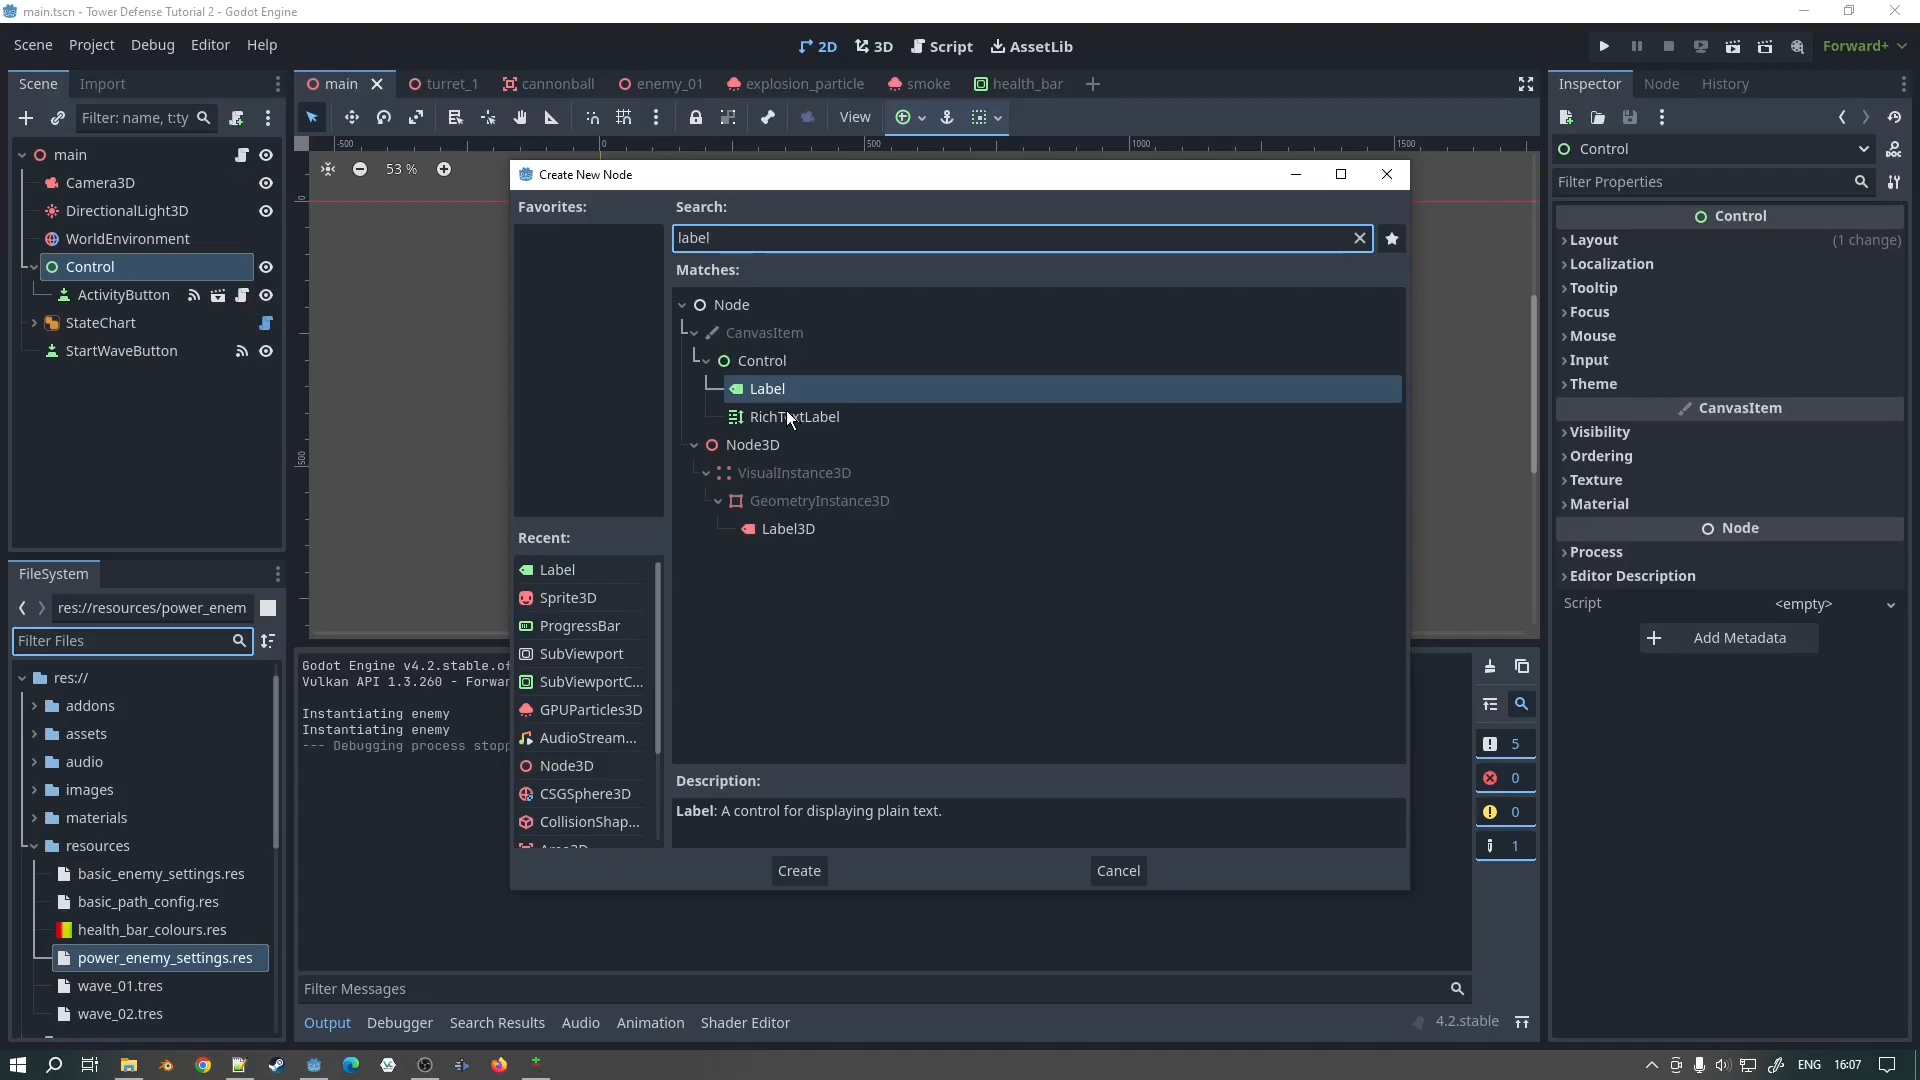 main.tscn - Tower Defense Tutorial 2 - Godot Engine
Scene Project Debug Editor Help
2D 3D Script AssetLib
Forward+
Scene Import
main turret_1 cannonball enemy_01 explosion_particle smoke health_bar
Inspector Node History
Filter: name, t:ty
View
-500 0 500 1000 1500
53 %
0
500
main
Camera3D
DirectionalLight3D
WorldEnvironment
Control
ActivityButton
StateChart
StartWaveButton
FileSystem
res://resources/power_enem
Filter Files
res://
addons
assets
audio
images
materials
resources
basic_enemy_settings.res
basic_path_config.res
health_bar_colours.res
power_enemy_settings.res
wave_01.tres
wave_02.tres
Create New Node
Favorites:
Search:
label
Matches:
Node
CanvasItem
Control
Label
RichTextLabel
Node3D
VisualInstance3D
GeometryInstance3D
Label3D
Recent:
Label
Sprite3D
ProgressBar
SubViewport
SubViewportC...
GPUParticles3D
AudioStream...
Node3D
CSGSphere3D
CollisionShap...
Area3D
Description:
Label: A control for displaying plain text.
Create Cancel
Godot Engine v4.2.stable.of
Vulkan API 1.3.260 - Forwar
Instantiating enemy
Instantiating enemy
--- Debugging process stopp
5
0
0
1
Filter Messages
Output Debugger Search Results Audio Animation Shader Editor
4.2.stable
Control
Filter Properties
Control
Layout (1 change)
Localization
Tooltip
Focus
Mouse
Input
Theme
CanvasItem
Visibility
Ordering
Texture
Material
Node
Process
Editor Description
Script <empty>
Add Metadata
ENG 16:07